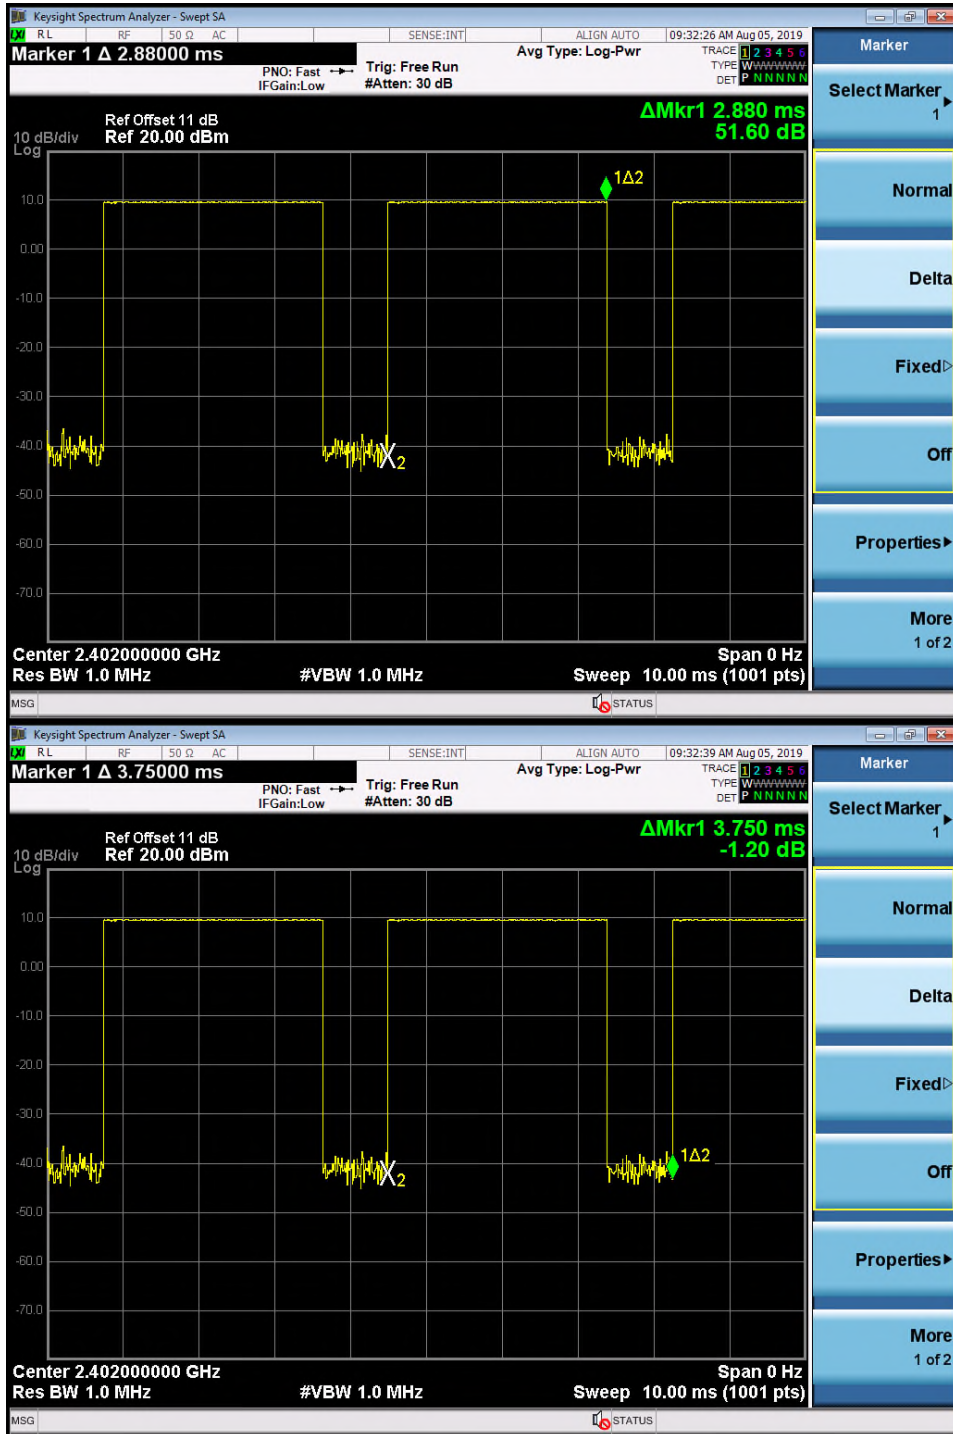 Keysight Spectrum Analyzer - Swept SA
LXI RL RF 50 Ω AC SENSE:INT ALIGN AUTO 09:32:26 AM Aug 05, 2019
Marker 1 Δ 2.88000 ms
PNO: Fast
IFGain:Low
Trig: Free Run
#Atten: 30 dB
Avg Type: Log-Pwr
TRACE 1 2 3 4 5 6
TYPE WWWWWW
DET P N N N N N
ΔMkr1 2.880 ms
51.60 dB
Ref Offset 11 dB
10 dB/div Ref 20.00 dBm
Log
1Δ2
10.0
0.00
-10.0
-20.0
-30.0
-40.0
X2
-50.0
-60.0
-70.0
Center 2.402000000 GHz Span 0 Hz
Res BW 1.0 MHz #VBW 1.0 MHz Sweep 10.00 ms (1001 pts)
MSG STATUS
Marker
Select Marker
1
Normal
Delta
Fixed
Off
Properties
More
1 of 2
Keysight Spectrum Analyzer - Swept SA
LXI RL RF 50 Ω AC SENSE:INT ALIGN AUTO 09:32:39 AM Aug 05, 2019
Marker 1 Δ 3.75000 ms
PNO: Fast
IFGain:Low
Trig: Free Run
#Atten: 30 dB
Avg Type: Log-Pwr
TRACE 1 2 3 4 5 6
TYPE WWWWWW
DET P N N N N N
ΔMkr1 3.750 ms
-1.20 dB
Ref Offset 11 dB
10 dB/div Ref 20.00 dBm
Log
10.0
0.00
-10.0
-20.0
-30.0
-40.0
X2
1Δ2
-50.0
-60.0
-70.0
Center 2.402000000 GHz Span 0 Hz
Res BW 1.0 MHz #VBW 1.0 MHz Sweep 10.00 ms (1001 pts)
MSG STATUS
Marker
Select Marker
1
Normal
Delta
Fixed
Off
Properties
More
1 of 2